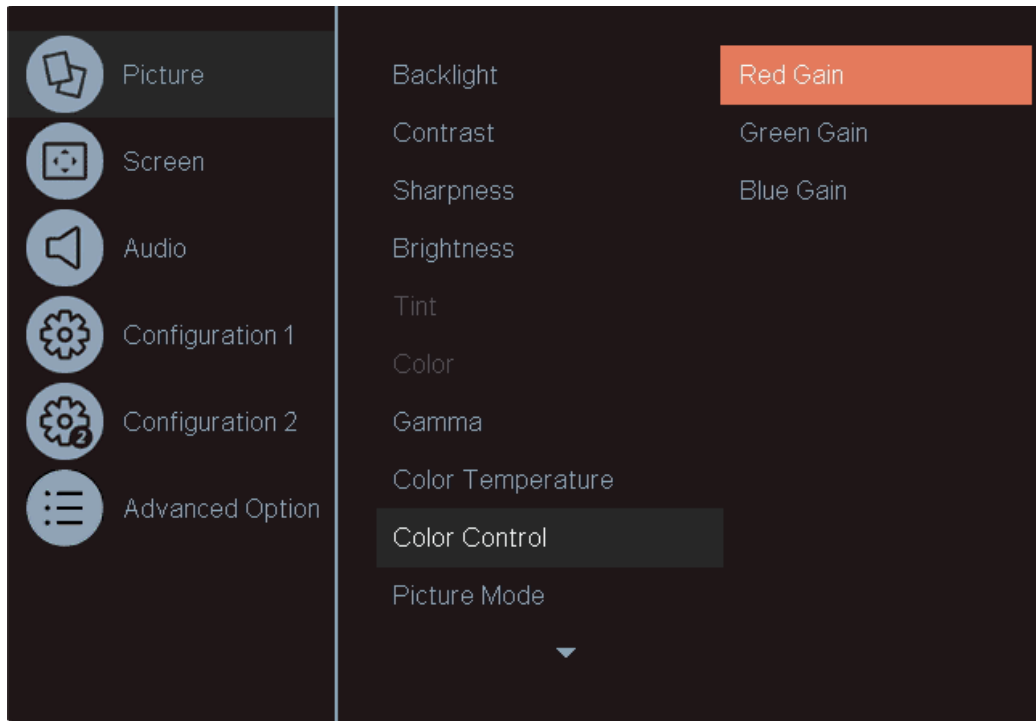 Picture
Screen
Audio
Configuration 1
Configuration 2
2
Advanced Option
Backlight
Contrast
Sharpness
Brightness
Tint
Color
Gamma
Color Temperature
Color Control
Picture Mode
Red Gain
Green Gain
Blue Gain